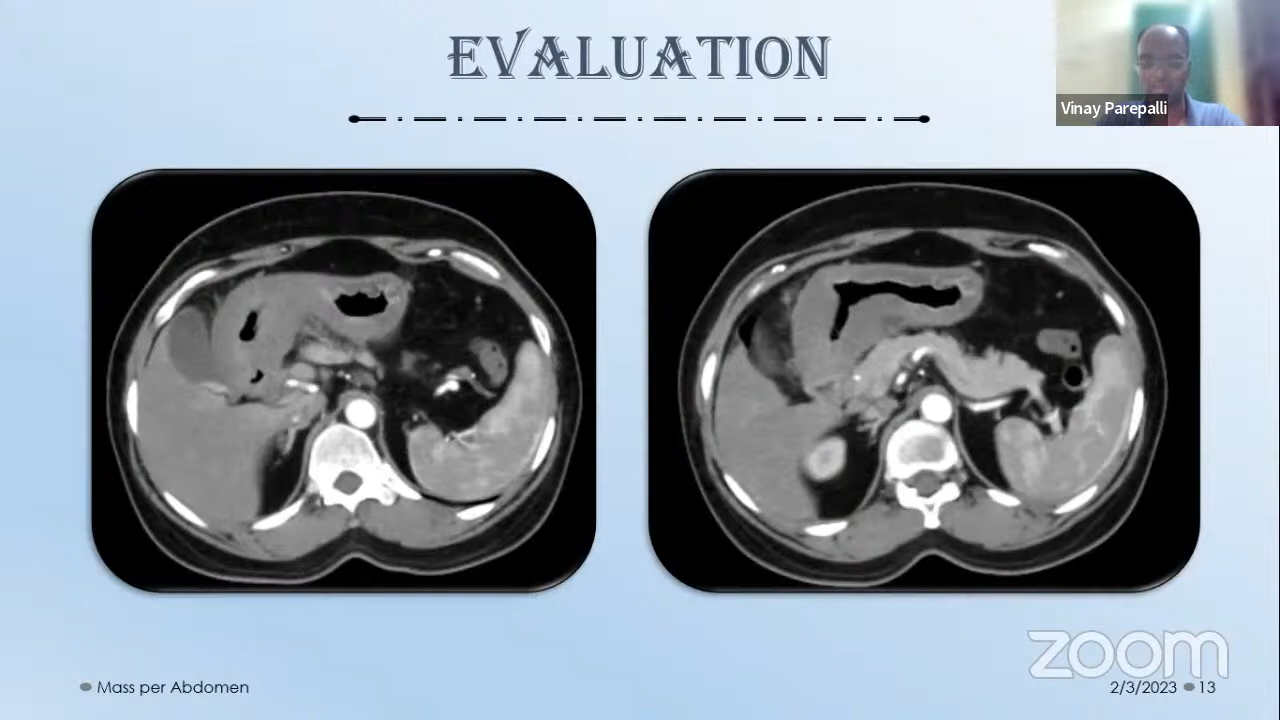 EVALUATION
Vinay Parepalli
zoom
Mass per Abdomen
2/3/2023
13